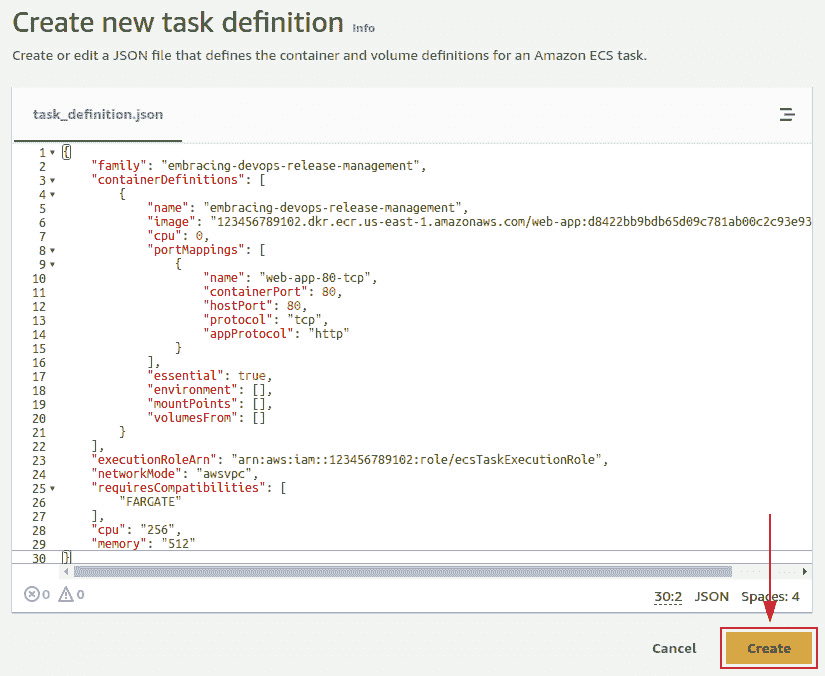 Create new task definition Info
Create or edit a JSON file that defines the container and volume definitions for an Amazon ECS task.
task_definition.json
1 {
2     "family": "embracing-devops-release-management",
3     "containerDefinitions": [
4         {
5             "name": "embracing-devops-release-management",
6             "image": "123456789102.dkr.ecr.us-east-1.amazonaws.com/web-app:d8422bb9bdb65d09c781ab00c2c93e93
7             "cpu": 0,
8             "portMappings": [
9                 {
10                     "name": "web-app-80-tcp",
11                     "containerPort": 80,
12                     "hostPort": 80,
13                     "protocol": "tcp",
14                     "appProtocol": "http"
15                 }
16             ],
17             "essential": true,
18             "environment": [],
19             "mountPoints": [],
20             "volumesFrom": []
21         }
22     ],
23     "executionRoleArn": "arn:aws:iam::123456789102:role/ecsTaskExecutionRole",
24     "networkMode": "awsvpc",
25     "requiresCompatibilities": [
26         "FARGATE"
27     ],
28     "cpu": "256",
29     "memory": "512"
30 }
0 0 30:2 JSON Spaces: 4
Cancel Create